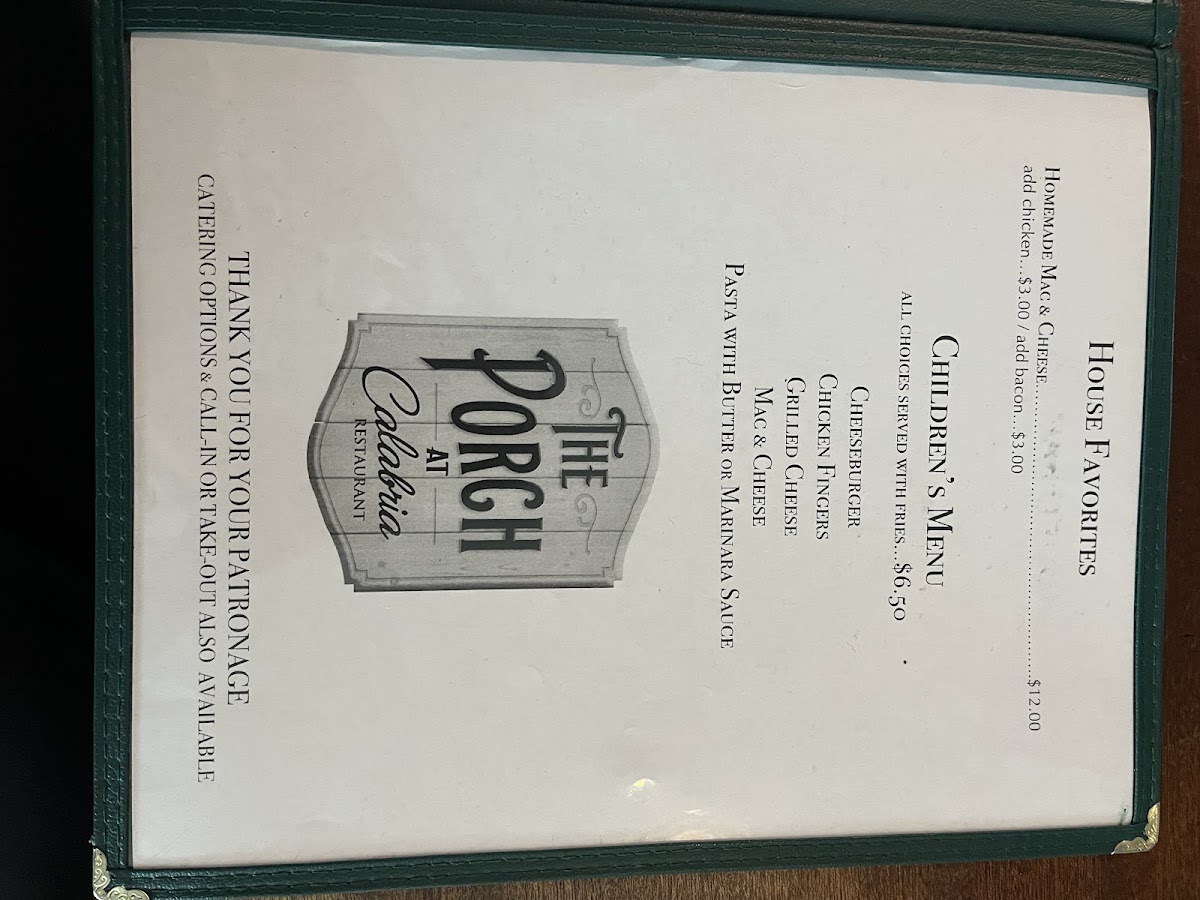 HOUSE FAVORITES
HOMEMADE MAC & CHEESE..................................................$12.00
add chicken....$3.00 / add bacon....$3.00
CHILDREN'S MENU
ALL CHOICES SERVED WITH FRIES....$6.50
CHEESEBURGER
CHICKEN FINGERS
GRILLED CHEESE
MAC & CHEESE
PASTA WITH BUTTER OR MARINARA SAUCE
THE
PORCH
AT
Calabria
RESTAURANT
THANK YOU FOR YOUR PATRONAGE
CATERING OPTIONS & CALL-IN OR TAKE-OUT ALSO AVAILABLE